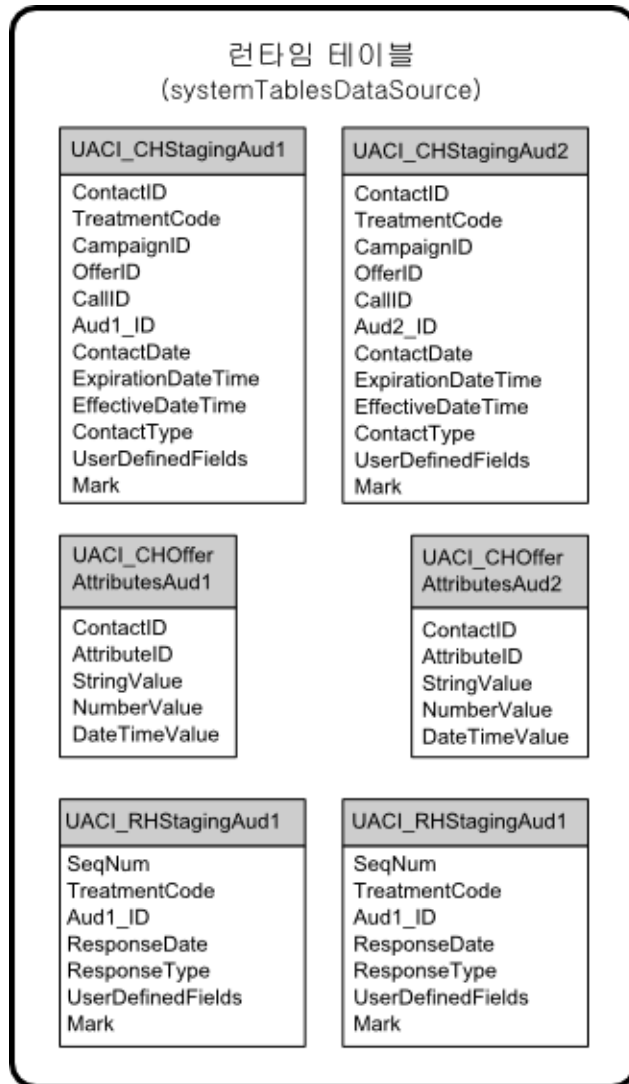 런타임 테이블
(systemTablesDataSource)
UACI_CHStagingAud1
ContactID
TreatmentCode
CampaignID
OfferID
CallID
Aud1_ID
ContactDate
ExpirationDateTime
EffectiveDateTime
ContactType
UserDefinedFields
Mark
UACI_CHStagingAud2
ContactID
TreatmentCode
CampaignID
OfferID
CallID
Aud2_ID
ContactDate
ExpirationDateTime
EffectiveDateTime
ContactType
UserDefinedFields
Mark
UACI_CHOffer
AttributesAud1
ContactID
AttributeID
StringValue
NumberValue
DateTimeValue
UACI_CHOffer
AttributesAud2
ContactID
AttributeID
StringValue
NumberValue
DateTimeValue
UACI_RHStagingAud1
SeqNum
TreatmentCode
Aud1_ID
ResponseDate
ResponseType
UserDefinedFields
Mark
UACI_RHStagingAud1
SeqNum
TreatmentCode
Aud1_ID
ResponseDate
ResponseType
UserDefinedFields
Mark